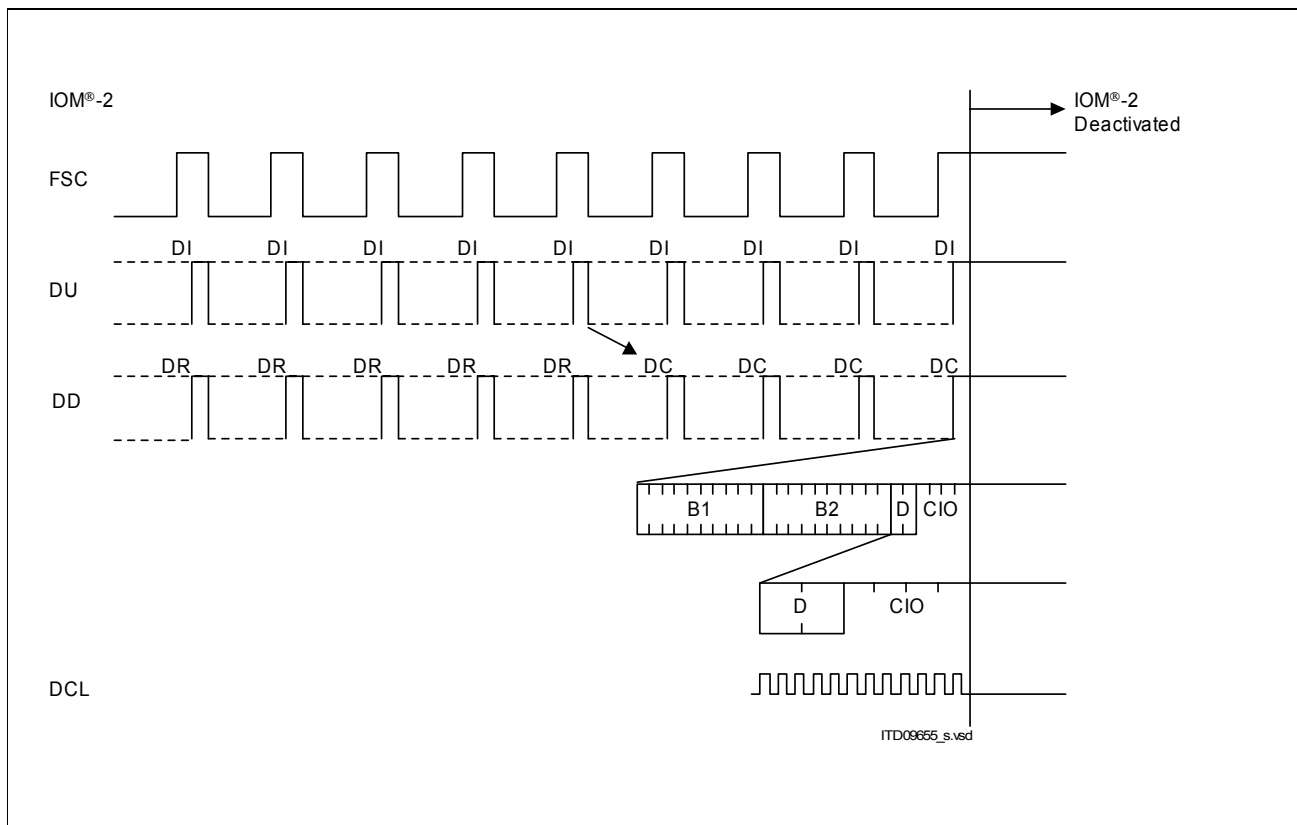 IOM®-2
IOM®-2
Deactivated
FSC
DI DI DI DI DI DI DI DI DI
DU
DR DR DR DR DR DC DC DC DC
DD
B1 B2 D CIO
D CIO
DCL
ITD09655_s.vsd